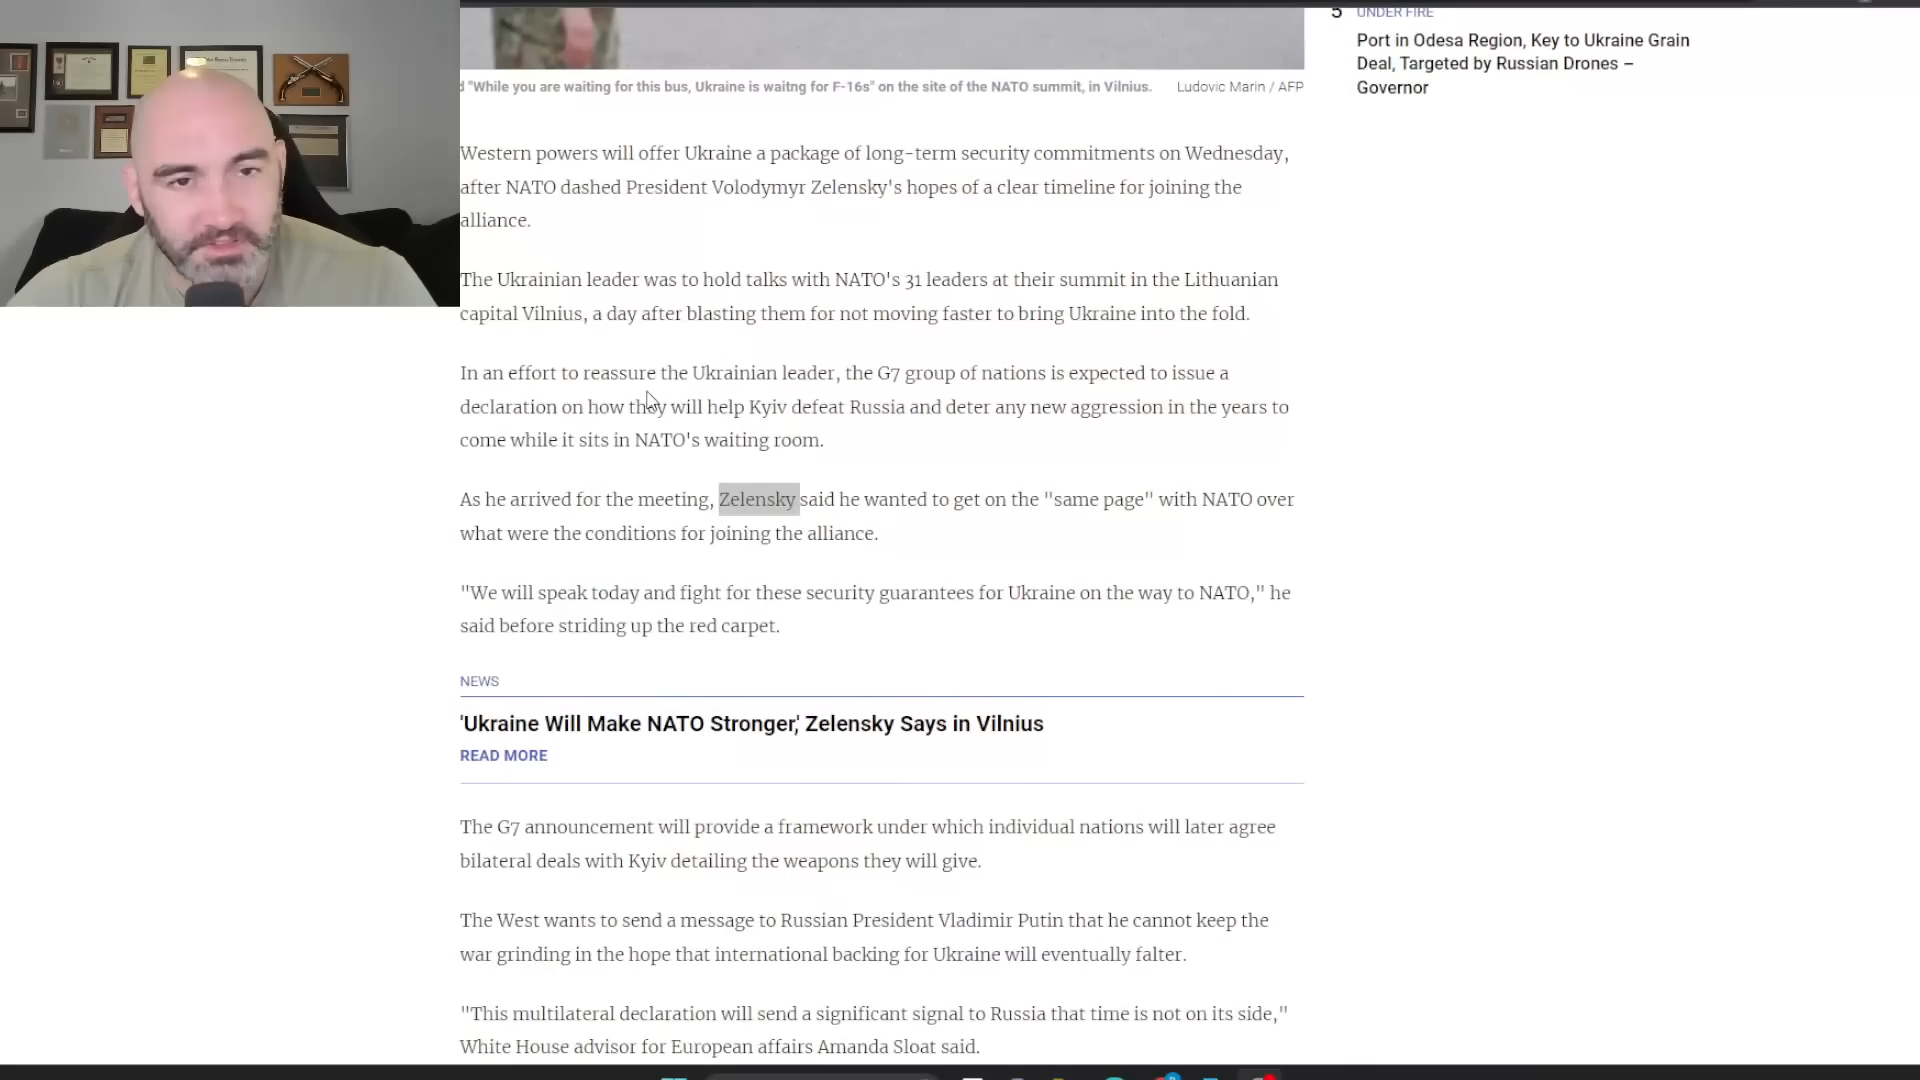 d "While you are waiting for this bus, Ukraine is waitng for F-16s" on the site of the NATO summit, in Vilnius. Ludovic Marin / AFP
Western powers will offer Ukraine a package of long-term security commitments on Wednesday,
after NATO dashed President Volodymyr Zelensky's hopes of a clear timeline for joining the
alliance.
The Ukrainian leader was to hold talks with NATO's 31 leaders at their summit in the Lithuanian
capital Vilnius, a day after blasting them for not moving faster to bring Ukraine into the fold.
In an effort to reassure the Ukrainian leader, the G7 group of nations is expected to issue a
declaration on how they will help Kyiv defeat Russia and deter any new aggression in the years to
come while it sits in NATO's waiting room.
As he arrived for the meeting, Zelensky said he wanted to get on the "same page" with NATO over
what were the conditions for joining the alliance.
"We will speak today and fight for these security guarantees for Ukraine on the way to NATO," he
said before striding up the red carpet.
NEWS
'Ukraine Will Make NATO Stronger,' Zelensky Says in Vilnius
READ MORE
The G7 announcement will provide a framework under which individual nations will later agree
bilateral deals with Kyiv detailing the weapons they will give.
The West wants to send a message to Russian President Vladimir Putin that he cannot keep the
war grinding in the hope that international backing for Ukraine will eventually falter.
"This multilateral declaration will send a significant signal to Russia that time is not on its side,"
White House advisor for European affairs Amanda Sloat said.
5 UNDER FIRE
Port in Odesa Region, Key to Ukraine Grain
Deal, Targeted by Russian Drones –
Governor